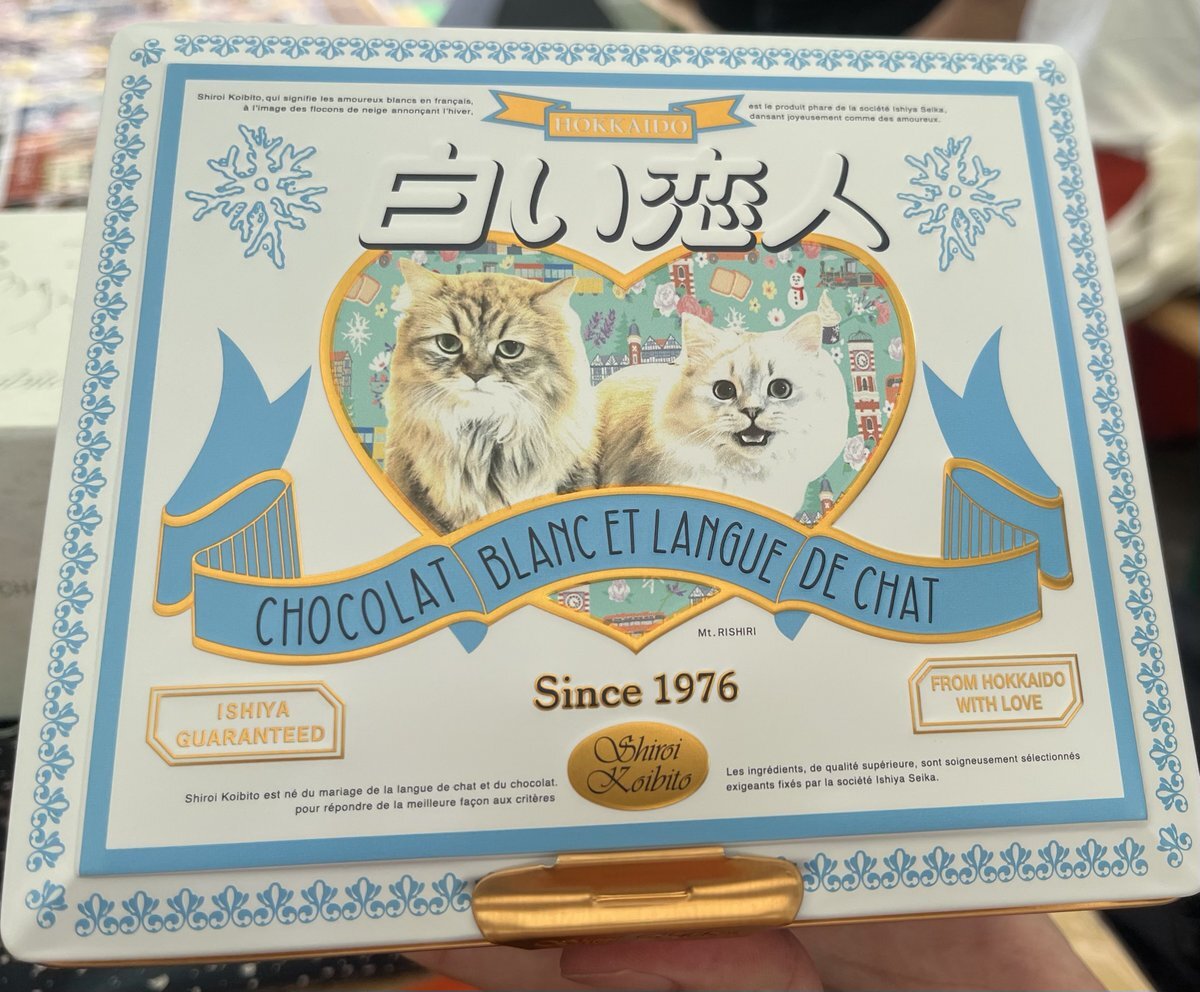 Shiroi Koibito, qui signifie les amoureux blancs en français,
à l'image des flocons de neige annonçant l'hiver,
HOKKAIDO
est le produit phare de la société Ishiya Seika,
dansant joyeusement comme des amoureux.
白い恋人
CHOCOLAT BLANC ET LANGUE DE CHAT
Mt. RISHIRI
Since 1976
ISHIYA
GUARANTEED
FROM HOKKAIDO
WITH LOVE
Shiroi
Koibito
Shiroi Koibito est né du mariage de la langue de chat et du chocolat.
pour répondre de la meilleure façon aux critères
Les ingrédients, de qualité supérieure, sont soigneusement sélectionnés
exigeants fixés par la société Ishiya Seika.